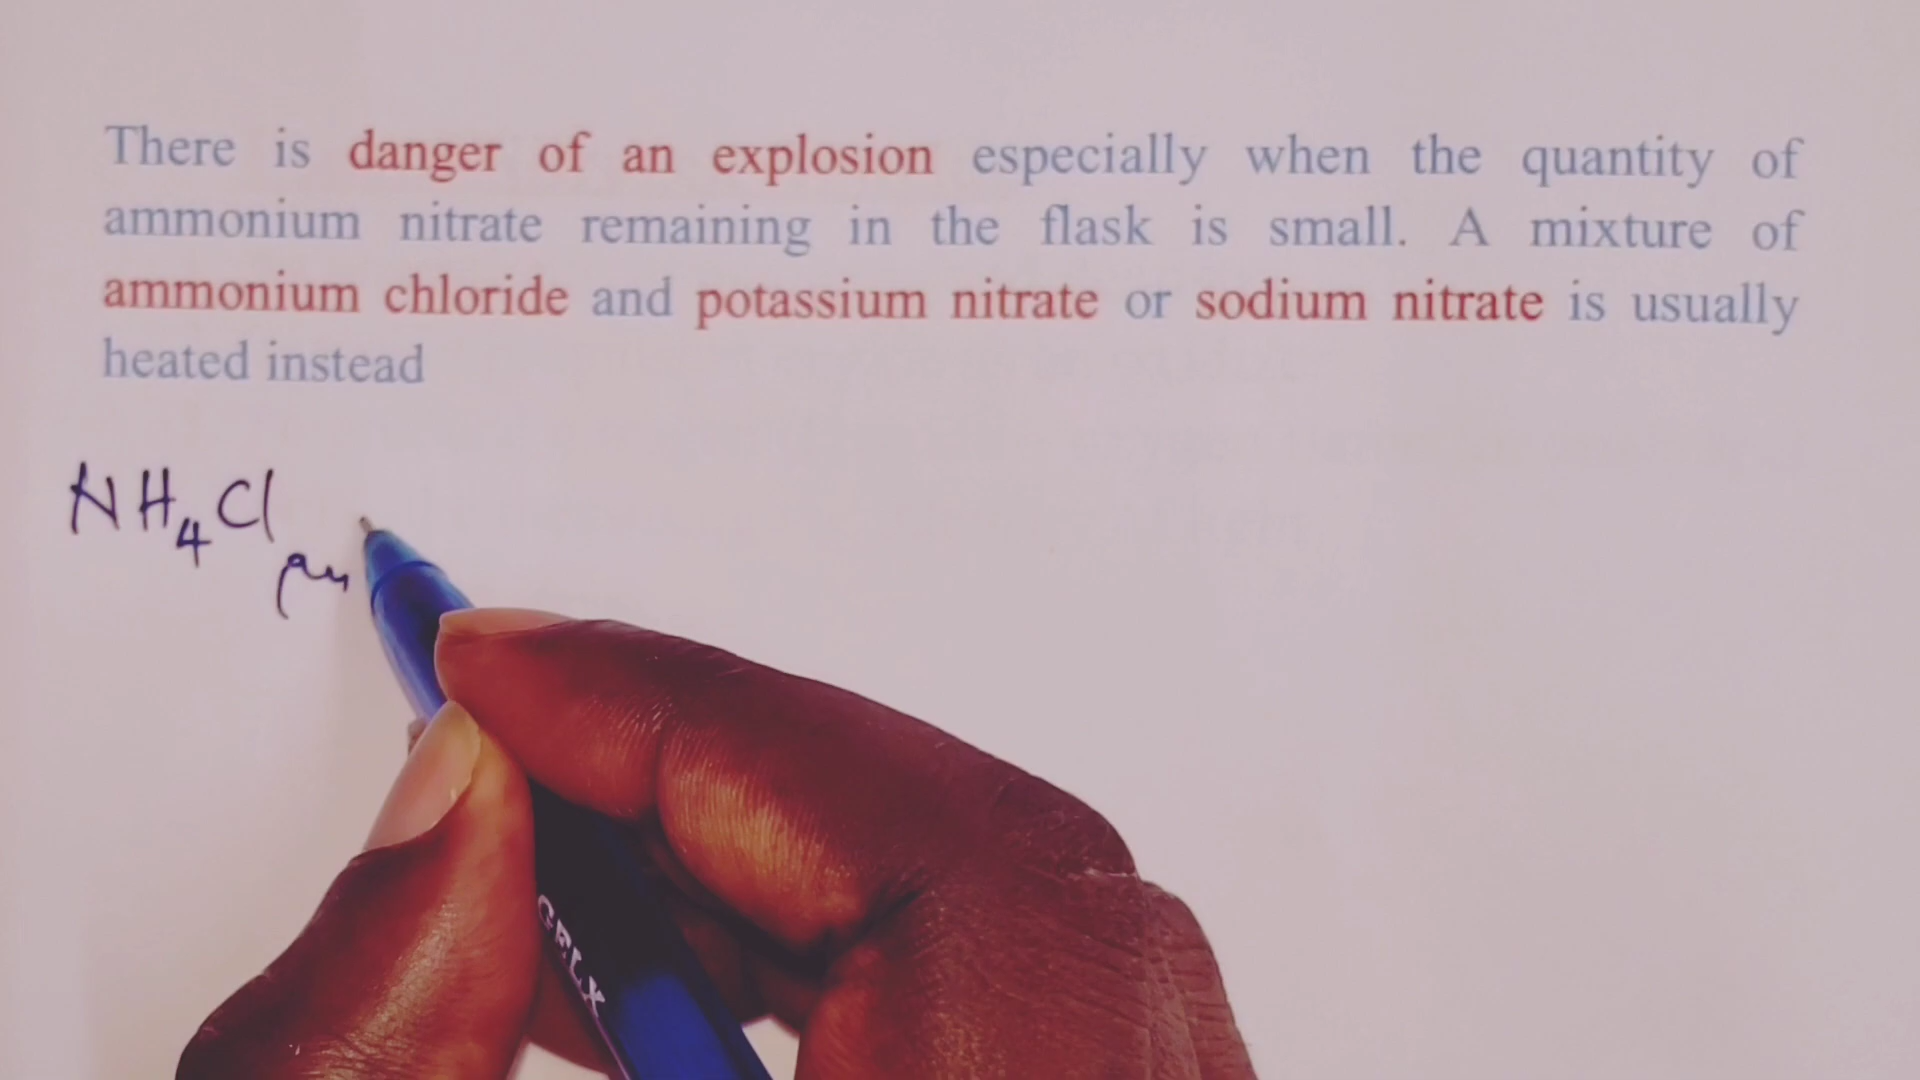 There is danger of an explosion especially when the quantity of
ammonium nitrate remaining in the flask is small. A mixture of
ammonium chloride and potassium nitrate or sodium nitrate is usually
heated instead
NH₄Cl
GELX